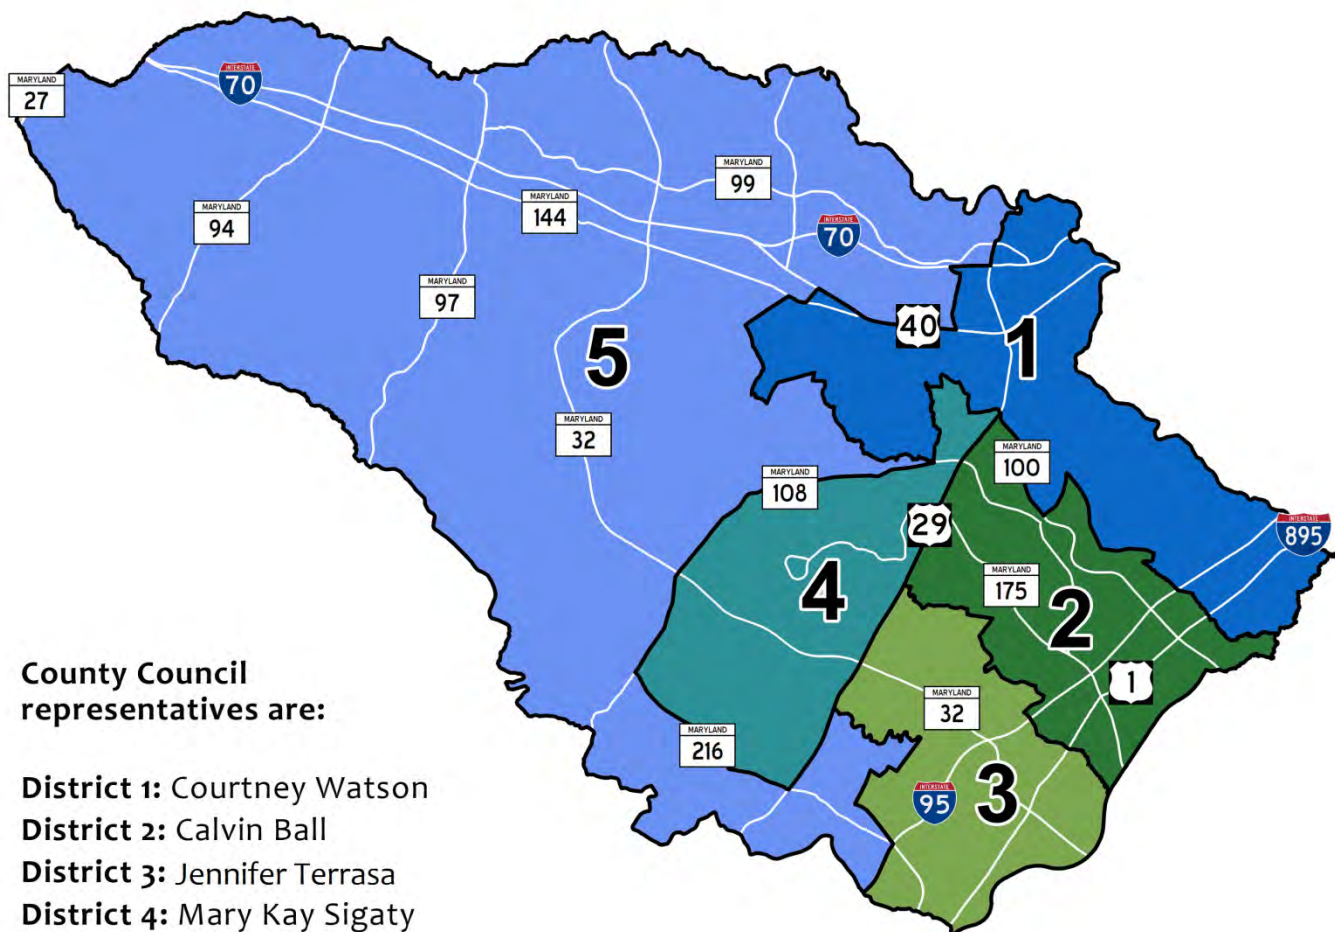 MARYLAND
27
INTERSTATE
70
MARYLAND
94
MARYLAND
144
MARYLAND
99
INTERSTATE
70
MARYLAND
97
40
1
5
MARYLAND
32
MARYLAND
100
MARYLAND
108
29
INTERSTATE
895
4
MARYLAND
175
2
1
MARYLAND
32
MARYLAND
216
INTERSTATE
95
3
County Council
representatives are:
District 1: Courtney Watson
District 2: Calvin Ball
District 3: Jennifer Terrasa
District 4: Mary Kay Sigaty